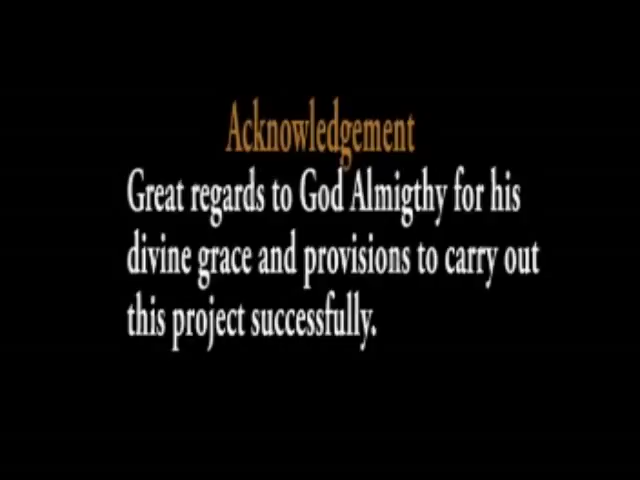 Acknowledgement
Great regards to God Almigthy for his
divine grace and provisions to carry out
this project successfully.